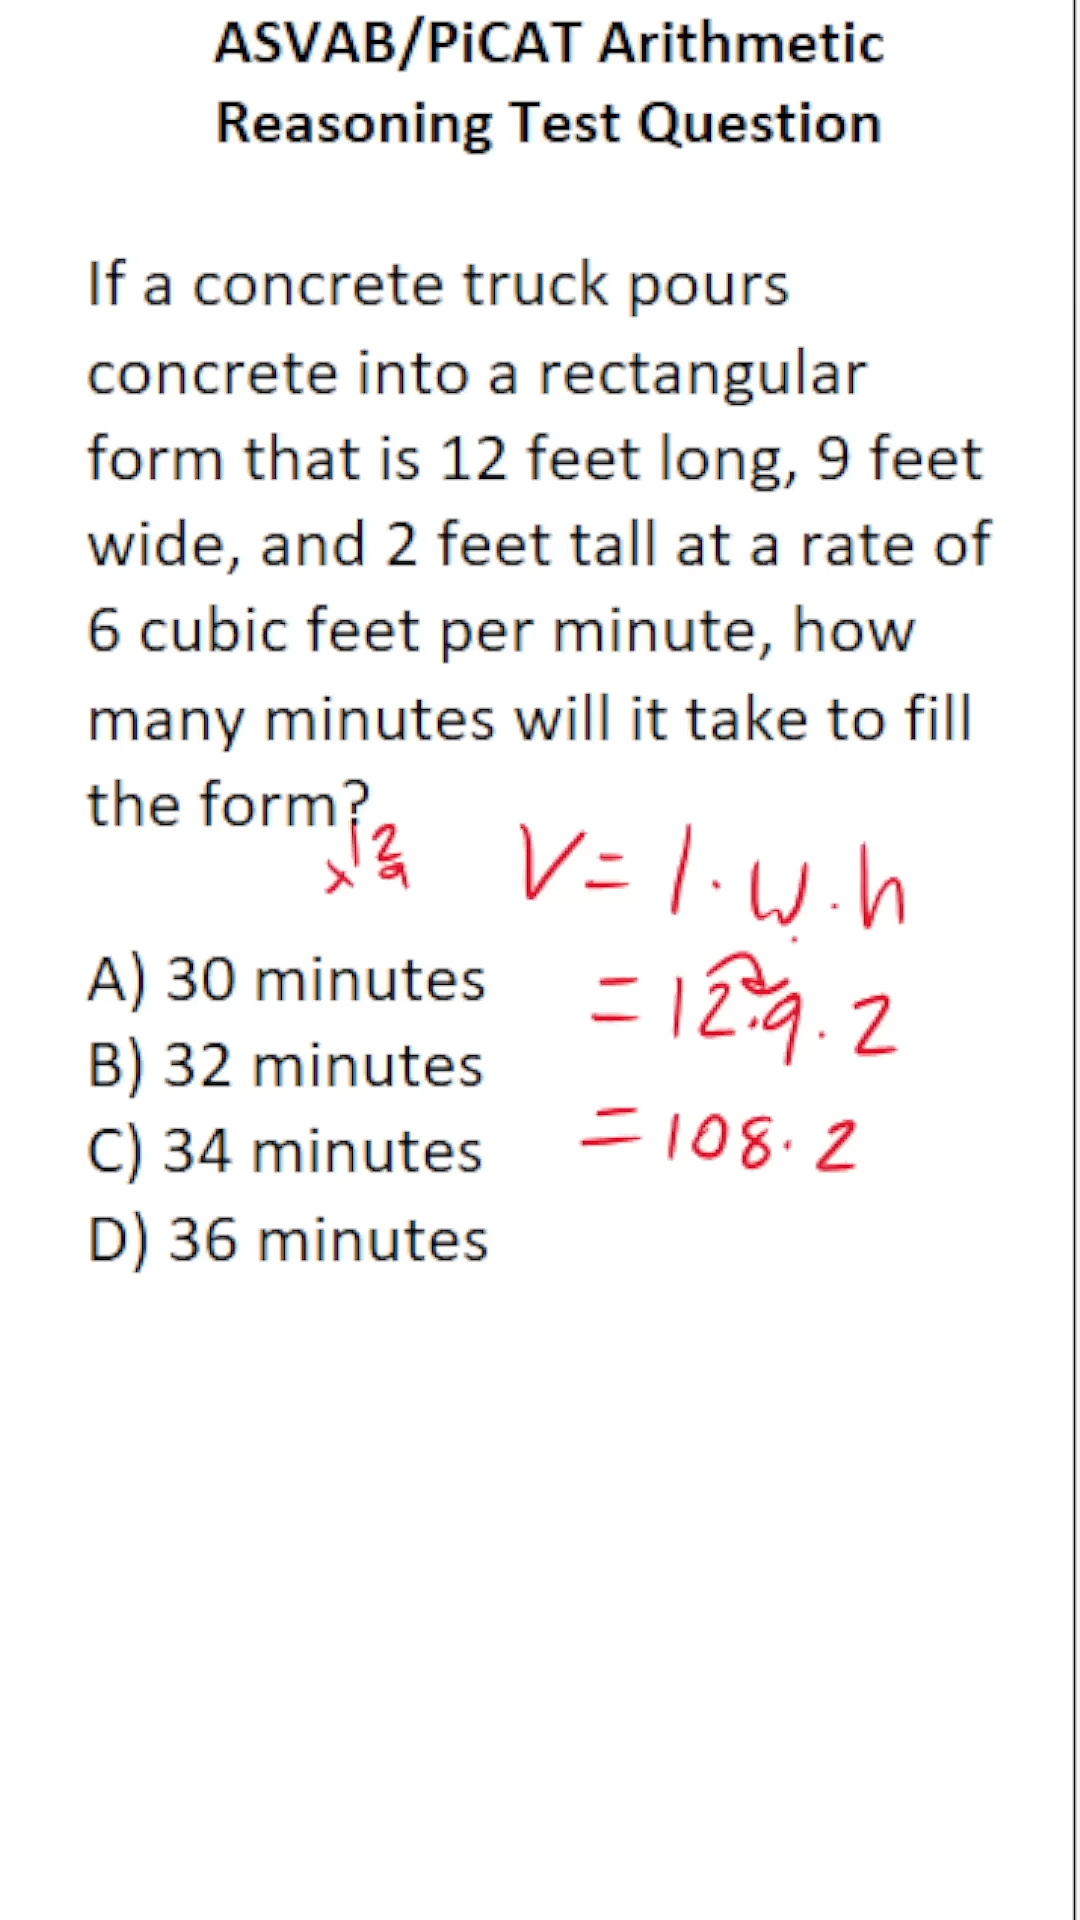 ASVAB/PiCAT Arithmetic
Reasoning Test Question
If a concrete truck pours
concrete into a rectangular
form that is 12 feet long, 9 feet
wide, and 2 feet tall at a rate of
6 cubic feet per minute, how
many minutes will it take to fill
the form?
12
x 9
V = l · w · h
= 12 · 9 · 2
= 108 · 2
A) 30 minutes
B) 32 minutes
C) 34 minutes
D) 36 minutes